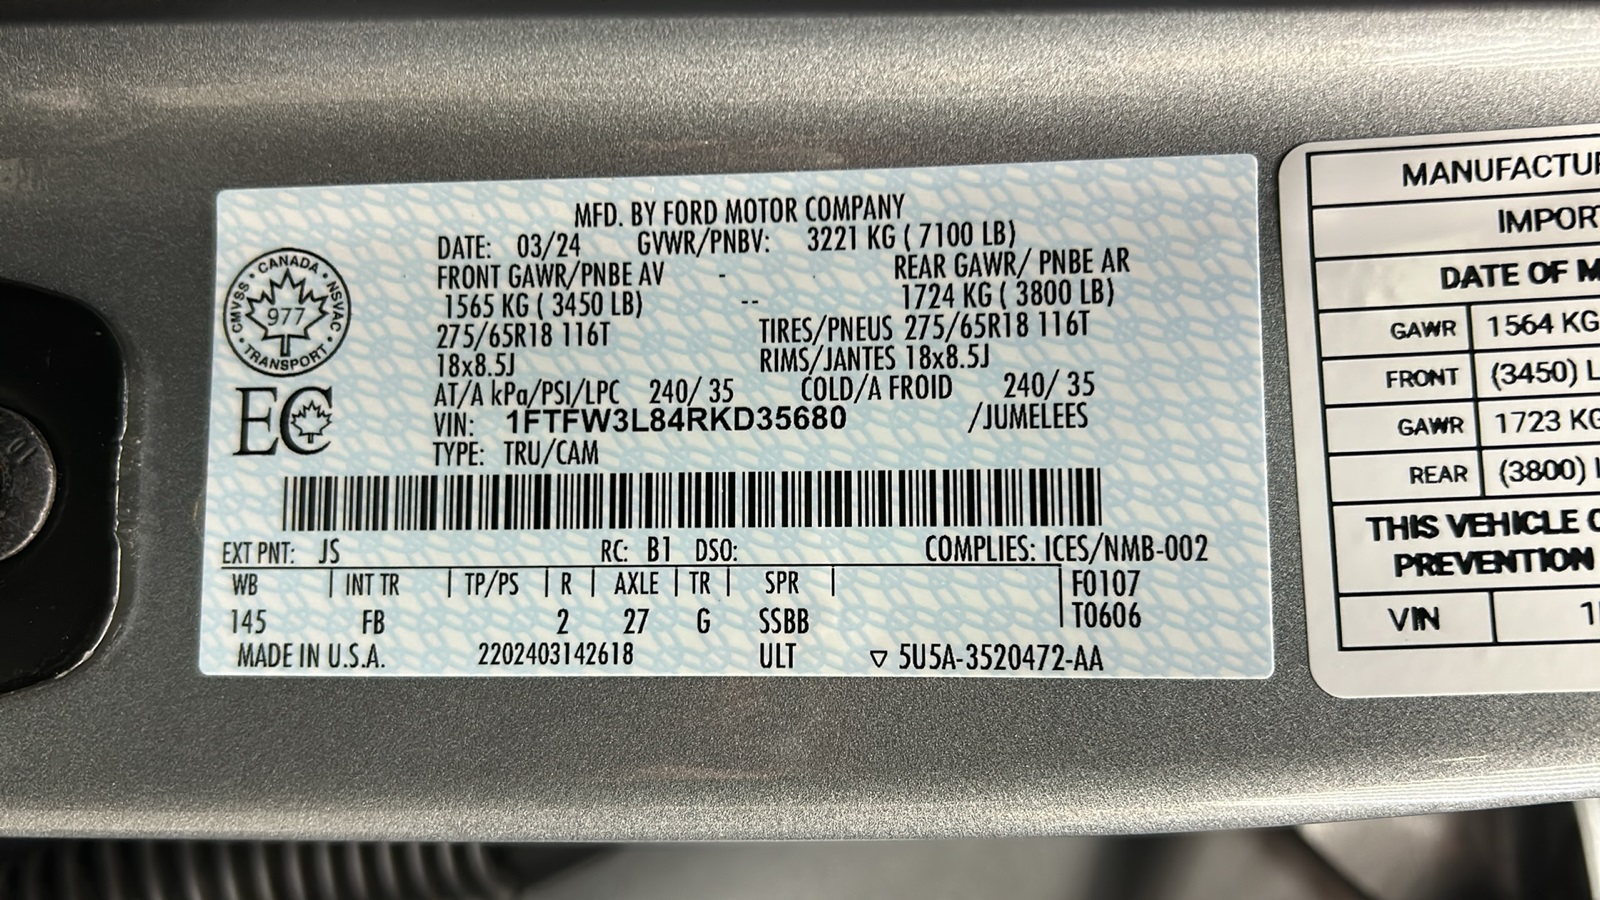 MFD. BY FORD MOTOR COMPANY
DATE: 03/24 GVWR/PNBV: 3221 KG ( 7100 LB)
FRONT GAWR/PNBE AV - REAR GAWR/ PNBE AR
1565 KG ( 3450 LB) -- 1724 KG ( 3800 LB)
275/65R18 116T TIRES/PNEUS 275/65R18 116T
18x8.5J RIMS/JANTES 18x8.5J
AT/A kPa/PSI/LPC 240/ 35 COLD/A FROID 240/ 35
VIN: 1FTFW3L84RKD35680 /JUMELEES
TYPE: TRU/CAM
CANADA
CMVSS NSVAC
977
TRANSPORT
EC
EXT PNT: JS RC: B1 DSO: COMPLIES: ICES/NMB-002
WB | INT TR | TP/PS | R | AXLE | TR | SPR | F0107
145 FB 2 27 G SSBB T0606
MADE IN U.S.A. 2202403142618 ULT ▽ 5U5A-3520472-AA
MANUFACTUR
IMPOR
DATE OF M
GAWR 1564 KG
FRONT (3450) L
GAWR 1723 KG
REAR (3800)
THIS VEHICLE
PREVENTION
VIN 1